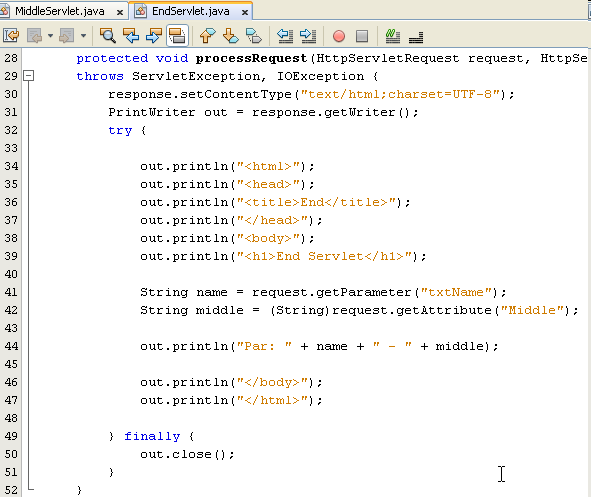 MiddleServlet.java x EndServlet.java x
28 protected void processRequest(HttpServletRequest request, HttpSe
29 throws ServletException, IOException {
30 response.setContentType("text/html;charset=UTF-8");
31 PrintWriter out = response.getWriter();
32 try {
33
34 out.println("<html>");
35 out.println("<head>");
36 out.println("<title>End</title>");
37 out.println("</head>");
38 out.println("<body>");
39 out.println("<h1>End Servlet</h1>");
40
41 String name = request.getParameter("txtName");
42 String middle = (String)request.getAttribute("Middle");
43
44 out.println("Par: " + name + " - " + middle);
45
46 out.println("</body>");
47 out.println("</html>");
48
49 } finally {
50 out.close();
51 }
52 }